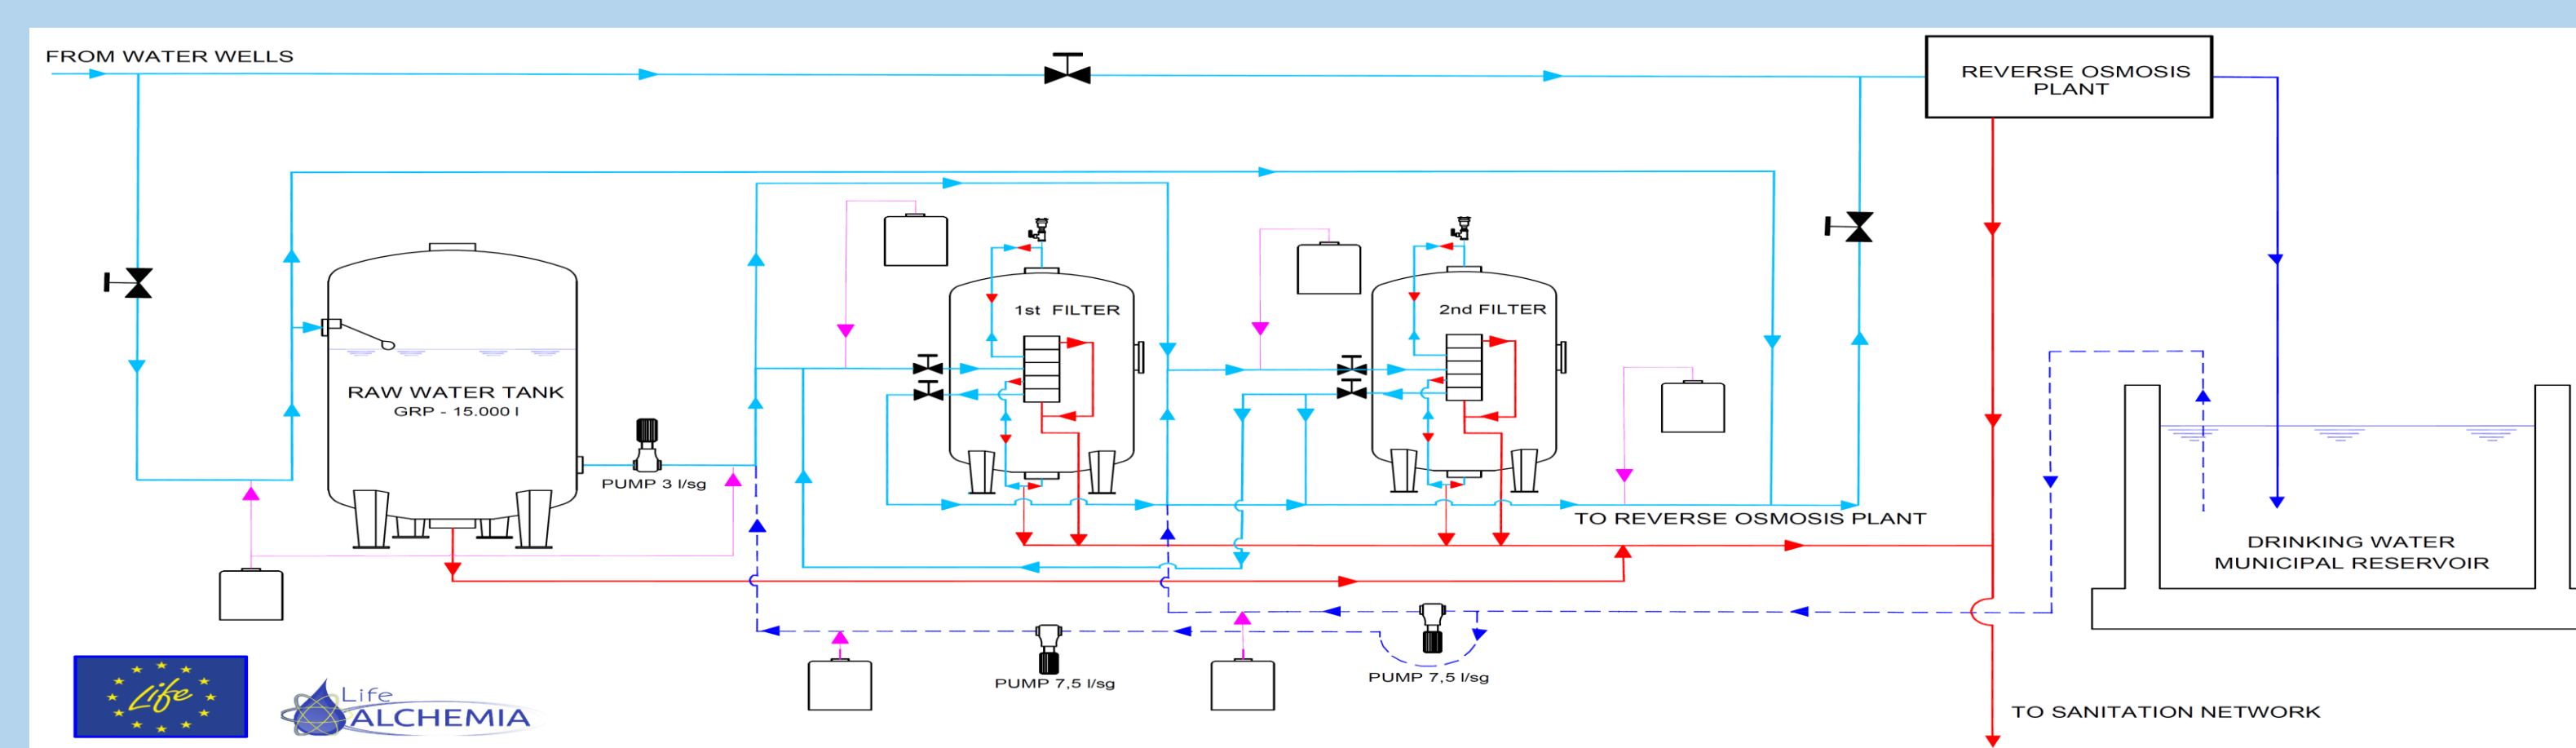 FROM WATER WELLS
REVERSE OSMOSIS
PLANT
1st FILTER
2nd FILTER
RAW WATER TANK
GRP - 15.000 l
PUMP 3 l/sg
TO REVERSE OSMOSIS PLANT
DRINKING WATER
MUNICIPAL RESERVOIR
PUMP 7,5 l/sg
PUMP 7,5 l/sg
Life
Life
ALCHEMIA
TO SANITATION NETWORK